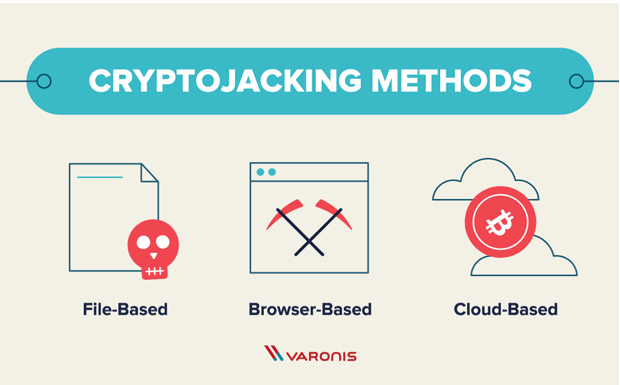 CRYPTOJACKING METHODS
File-Based
Browser-Based
Cloud-Based
VARONIS